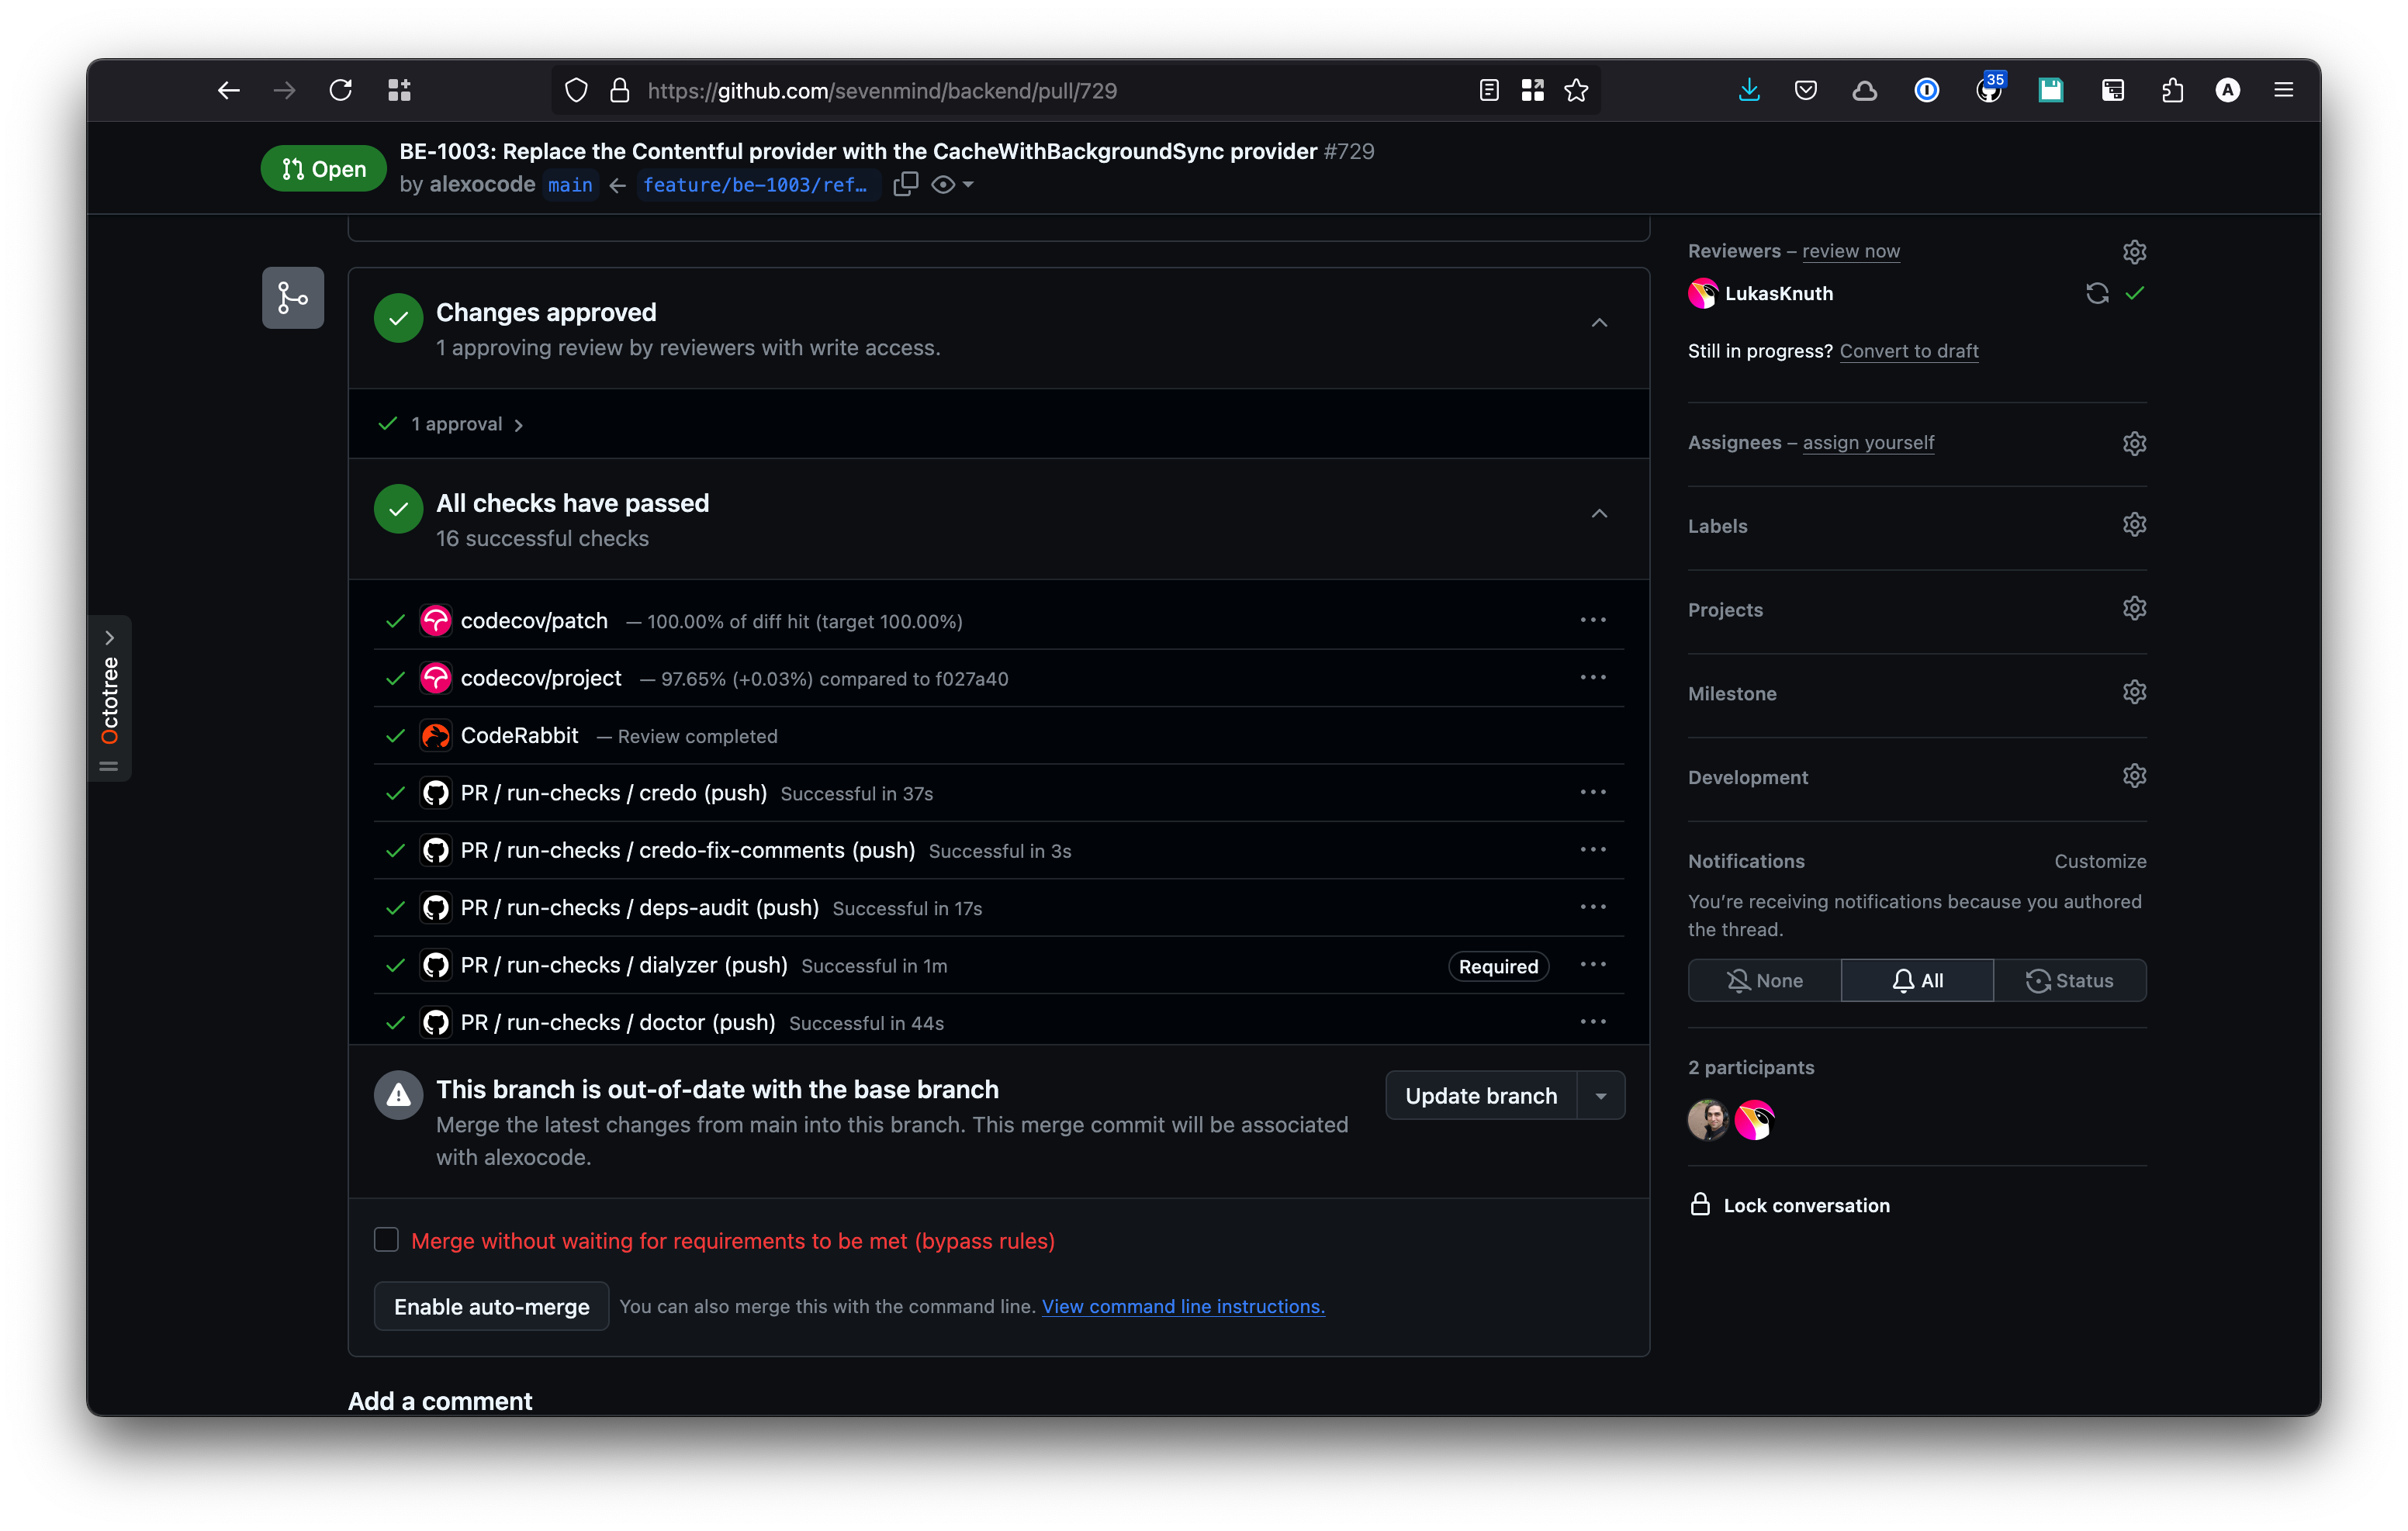 https://github.com/sevenmind/backend/pull/729
35
A
Open
BE-1003: Replace the Contentful provider with the CacheWithBackgroundSync provider #729
by alexocode main ← feature/be-1003/ref…
Changes approved
1 approving review by reviewers with write access.
1 approval
All checks have passed
16 successful checks
codecov/patch — 100.00% of diff hit (target 100.00%)
codecov/project — 97.65% (+0.03%) compared to f027a40
CodeRabbit — Review completed
PR / run-checks / credo (push) Successful in 37s
PR / run-checks / credo-fix-comments (push) Successful in 3s
PR / run-checks / deps-audit (push) Successful in 17s
PR / run-checks / dialyzer (push) Successful in 1m Required
PR / run-checks / doctor (push) Successful in 44s
This branch is out-of-date with the base branch
Merge the latest changes from main into this branch. This merge commit will be associated
with alexocode.
Update branch
Merge without waiting for requirements to be met (bypass rules)
Enable auto-merge You can also merge this with the command line. View command line instructions.
Add a comment
Octotree
Reviewers – review now
LukasKnuth
Still in progress? Convert to draft
Assignees – assign yourself
Labels
Projects
Milestone
Development
Notifications Customize
You're receiving notifications because you authored
the thread.
None All Status
2 participants
Lock conversation